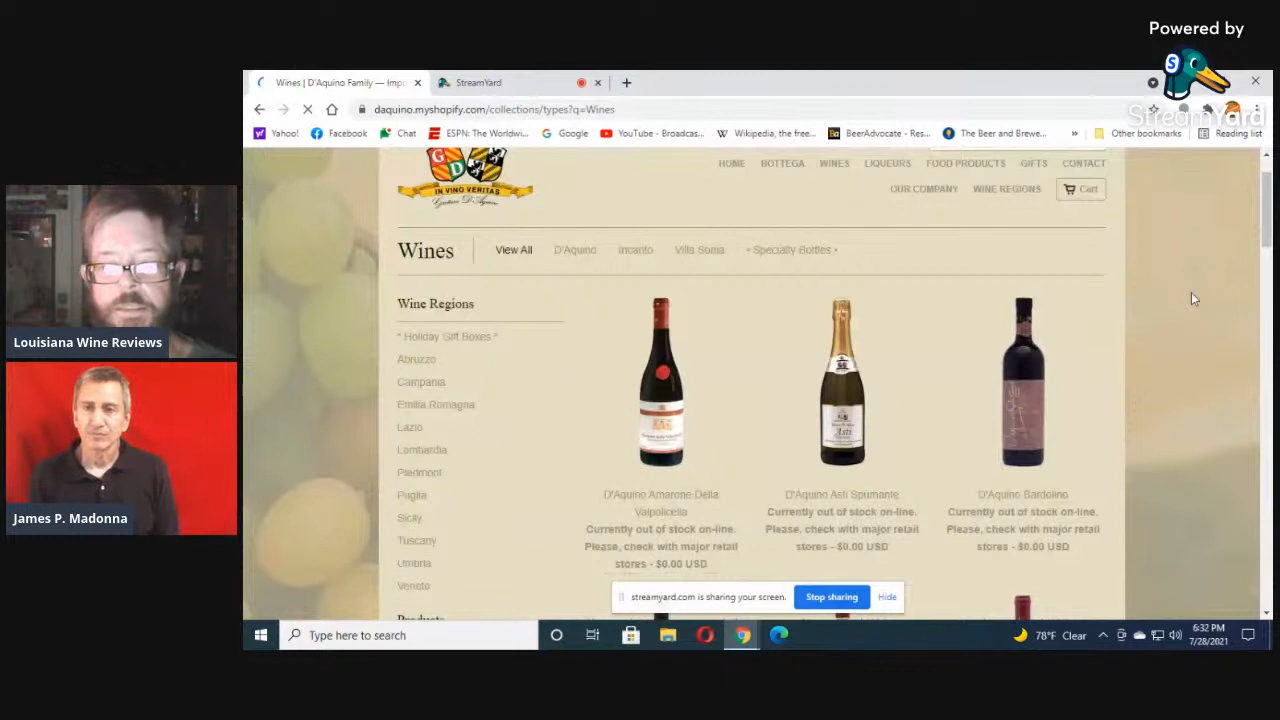 Powered by
StreamYard
Wines | D'Aquino Family — Impo
StreamYard
daquino.myshopify.com/collections/types?q=Wines
Yahoo!
Facebook
Chat
ESPN: The Worldwi...
Google
YouTube - Broadcas...
Wikipedia, the free...
BeerAdvocate - Res...
The Beer and Brewe...
»
Other bookmarks
Reading list
GD
IN VINO VERITAS
Gaetano D'Aquino
HOME
BOTTEGA
WINES
LIQUEURS
FOOD PRODUCTS
GIFTS
CONTACT
OUR COMPANY
WINE REGIONS
Cart
Wines
View All
D'Aquino
Incanto
Villa Sonia
• Specialty Bottles •
Wine Regions
* Holiday Gift Boxes *
Abruzzo
Campania
Emilia Romagna
Lazio
Lombardia
Piedmont
Puglia
Sicily
Tuscany
Umbria
Veneto
Products
Asti
D'Aquino Amarone Della
Valpolicella
Currently out of stock on-line.
Please, check with major retail
stores - $0.00 USD
D'Aquino Asti Spumante
Currently out of stock on-line.
Please, check with major retail
stores - $0.00 USD
D'Aquino Bardolino
Currently out of stock on-line.
Please, check with major retail
stores - $0.00 USD
Louisiana Wine Reviews
James P. Madonna
streamyard.com is sharing your screen.
Stop sharing
Hide
Type here to search
78°F Clear
6:32 PM
7/28/2021